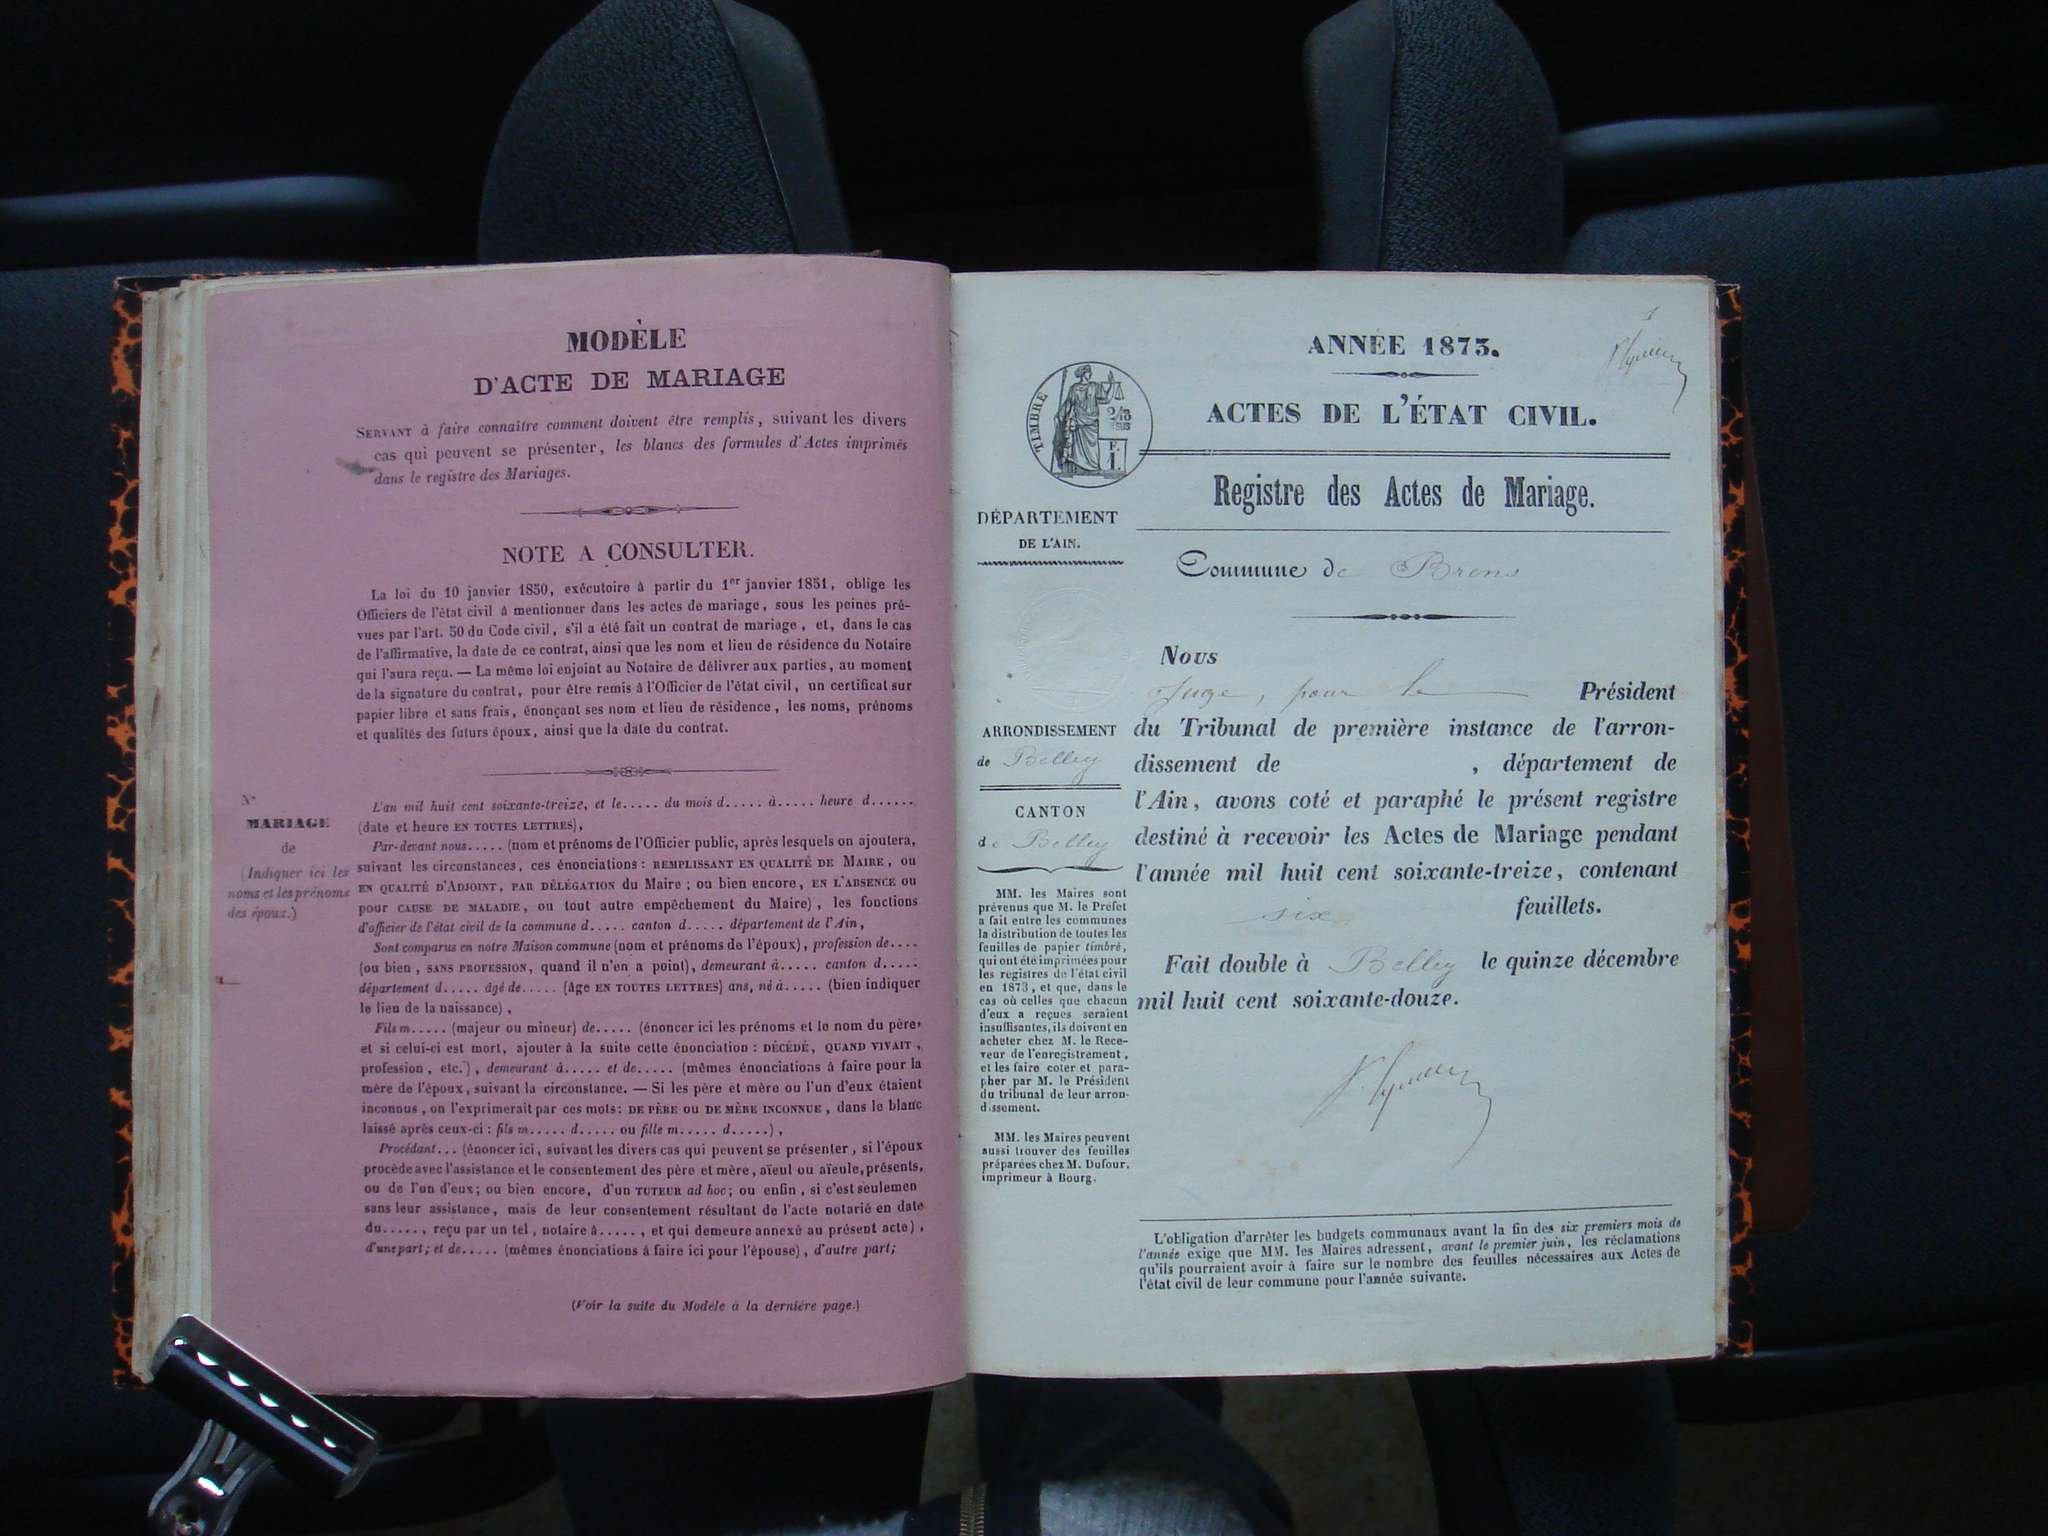 MODÈLE
D'ACTE DE MARIAGE
SERVANT à faire connaître comment doivent être remplis, suivant les divers
cas qui peuvent se présenter, les blancs des formules d'Actes imprimés
dans le registre des Mariages.
NOTE A CONSULTER.
La loi du 10 janvier 1850, exécutoire à partir du 1er janvier 1851, oblige les
Officiers de l'état civil à mentionner dans les actes de mariage, sous les peines pré-
vues par l'art. 50 du Code civil, s'il a été fait un contrat de mariage, et, dans le cas
de l'affirmative, la date de ce contrat, ainsi que les nom et lieu de résidence du Notaire
qui l'aura reçu. — La même loi enjoint au Notaire de délivrer aux parties, au moment
de la signature du contrat, pour être remis à l'Officier de l'état civil, un certificat sur
papier libre et sans frais, énonçant ses nom et lieu de résidence, les noms, prénoms
et qualités des futurs époux, ainsi que la date du contrat.
N°
MARIAGE
de
(Indiquer ici les
noms et les prénoms
des époux.)
L'an mil huit cent soixante-treize, et le..... du mois d..... à..... heure d......
(date et heure EN TOUTES LETTRES),
Par-devant nous..... (nom et prénoms de l'Officier public, après lesquels on ajoutera,
suivant les circonstances, ces énonciations : REMPLISSANT EN QUALITÉ DE MAIRE, OU
EN QUALITÉ D'ADJOINT, PAR DÉLÉGATION du Maire ; ou bien encore, EN L'ABSENCE ou
pour CAUSE DE MALADIE, ou tout autre empêchement du Maire), les fonctions
d'officier de l'état civil de la commune d..... canton d..... département de l'Ain,
Sont comparus en notre Maison commune (nom et prénoms de l'époux), profession de....
(ou bien, SANS PROFESSION, quand il n'en a point), demeurant à..... canton d.....
département d..... âgé de..... (âge EN TOUTES LETTRES) ans, né à..... (bien indiquer
le lieu de la naissance),
Fils m..... (majeur ou mineur) de..... (énoncer ici les prénoms et le nom du père,
et si celui-ci est mort, ajouter à la suite cette énonciation : DÉCÉDÉ, QUAND VIVAIT,
profession, etc.), demeurant à..... et de..... (mêmes énonciations à faire pour la
mère de l'époux, suivant la circonstance. — Si les père et mère ou l'un d'eux étaient
inconnus, on l'exprimerait par ces mots : DE PÈRE OU DE MÈRE INCONNUE, dans le blanc
laissé après ceux-ci : fils m..... d..... ou fille m..... d.....),
Procédant... (énoncer ici, suivant les divers cas qui peuvent se présenter, si l'époux
procède avec l'assistance et le consentement des père et mère, aïeul ou aïeule, présents,
ou de l'un d'eux; ou bien encore, d'un TUTEUR ad hoc; ou enfin, si c'est seulemen
sans leur assistance, mais de leur consentement résultant de l'acte notarié en date
du....., reçu par un tel, notaire à....., et qui demeure annexé au présent acte),
d'une part; et de..... (mêmes énonciations à faire ici pour l'épouse), d'autre part;
(Voir la suite du Modèle à la dernière page.)
1
ANNÉE 1873.
TIMBRE
2/13
SUS
F.
1.
ACTES DE L'ÉTAT CIVIL.
Registre des Actes de Mariage.
DÉPARTEMENT
DE L'AIN.
Commune de Brens
Nous
Juge, pour le Président
du Tribunal de première instance de l'arron-
dissement de , département de
l'Ain, avons coté et paraphé le présent registre
destiné à recevoir les Actes de Mariage pendant
l'année mil huit cent soixante-treize, contenant
six feuillets.
Fait double à Belley le quinze décembre
mil huit cent soixante-douze.
ARRONDISSEMENT
de Belley
CANTON
de Belley
MM. les Maires sont
prévenus que M. le Préfet
a fait entre les communes
la distribution de toutes les
feuilles de papier timbré,
qui ont été imprimées pour
les registres de l'état civil
en 1873, et que, dans le
cas où celles que chacun
d'eux a reçues seraient
insuffisantes, ils doivent en
acheter chez M. le Rece-
veur de l'enregistrement,
et les faire coter et para-
pher par M. le Président
du tribunal de leur arron-
dissement.
MM. les Maires peuvent
aussi trouver des feuilles
préparées chez M. Dufour,
imprimeur à Bourg.
L'obligation d'arrêter les budgets communaux avant la fin des six premiers mois de
l'année exige que MM. les Maires adressent, avant le premier juin, les réclamations
qu'ils pourraient avoir à faire sur le nombre des feuilles nécessaires aux Actes de
l'état civil de leur commune pour l'année suivante.